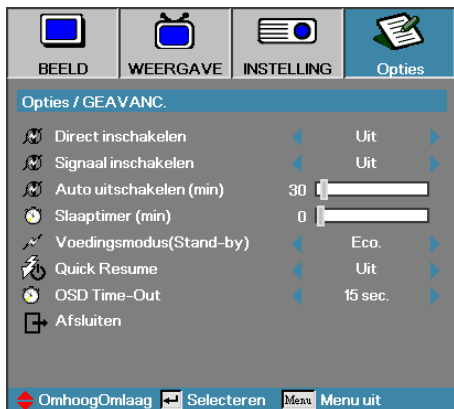 BEELD WEERGAVE INSTELLING Opties
Opties / GEAVANC.
Direct inschakelen Uit
Signaal inschakelen Uit
Auto uitschakelen (min) 30
Slaaptimer (min) 0
Voedingsmodus(Stand-by) Eco.
Quick Resume Uit
OSD Time-Out 15 sec.
Afsluiten
OmhoogOmlaag Selecteren Menu Menu uit